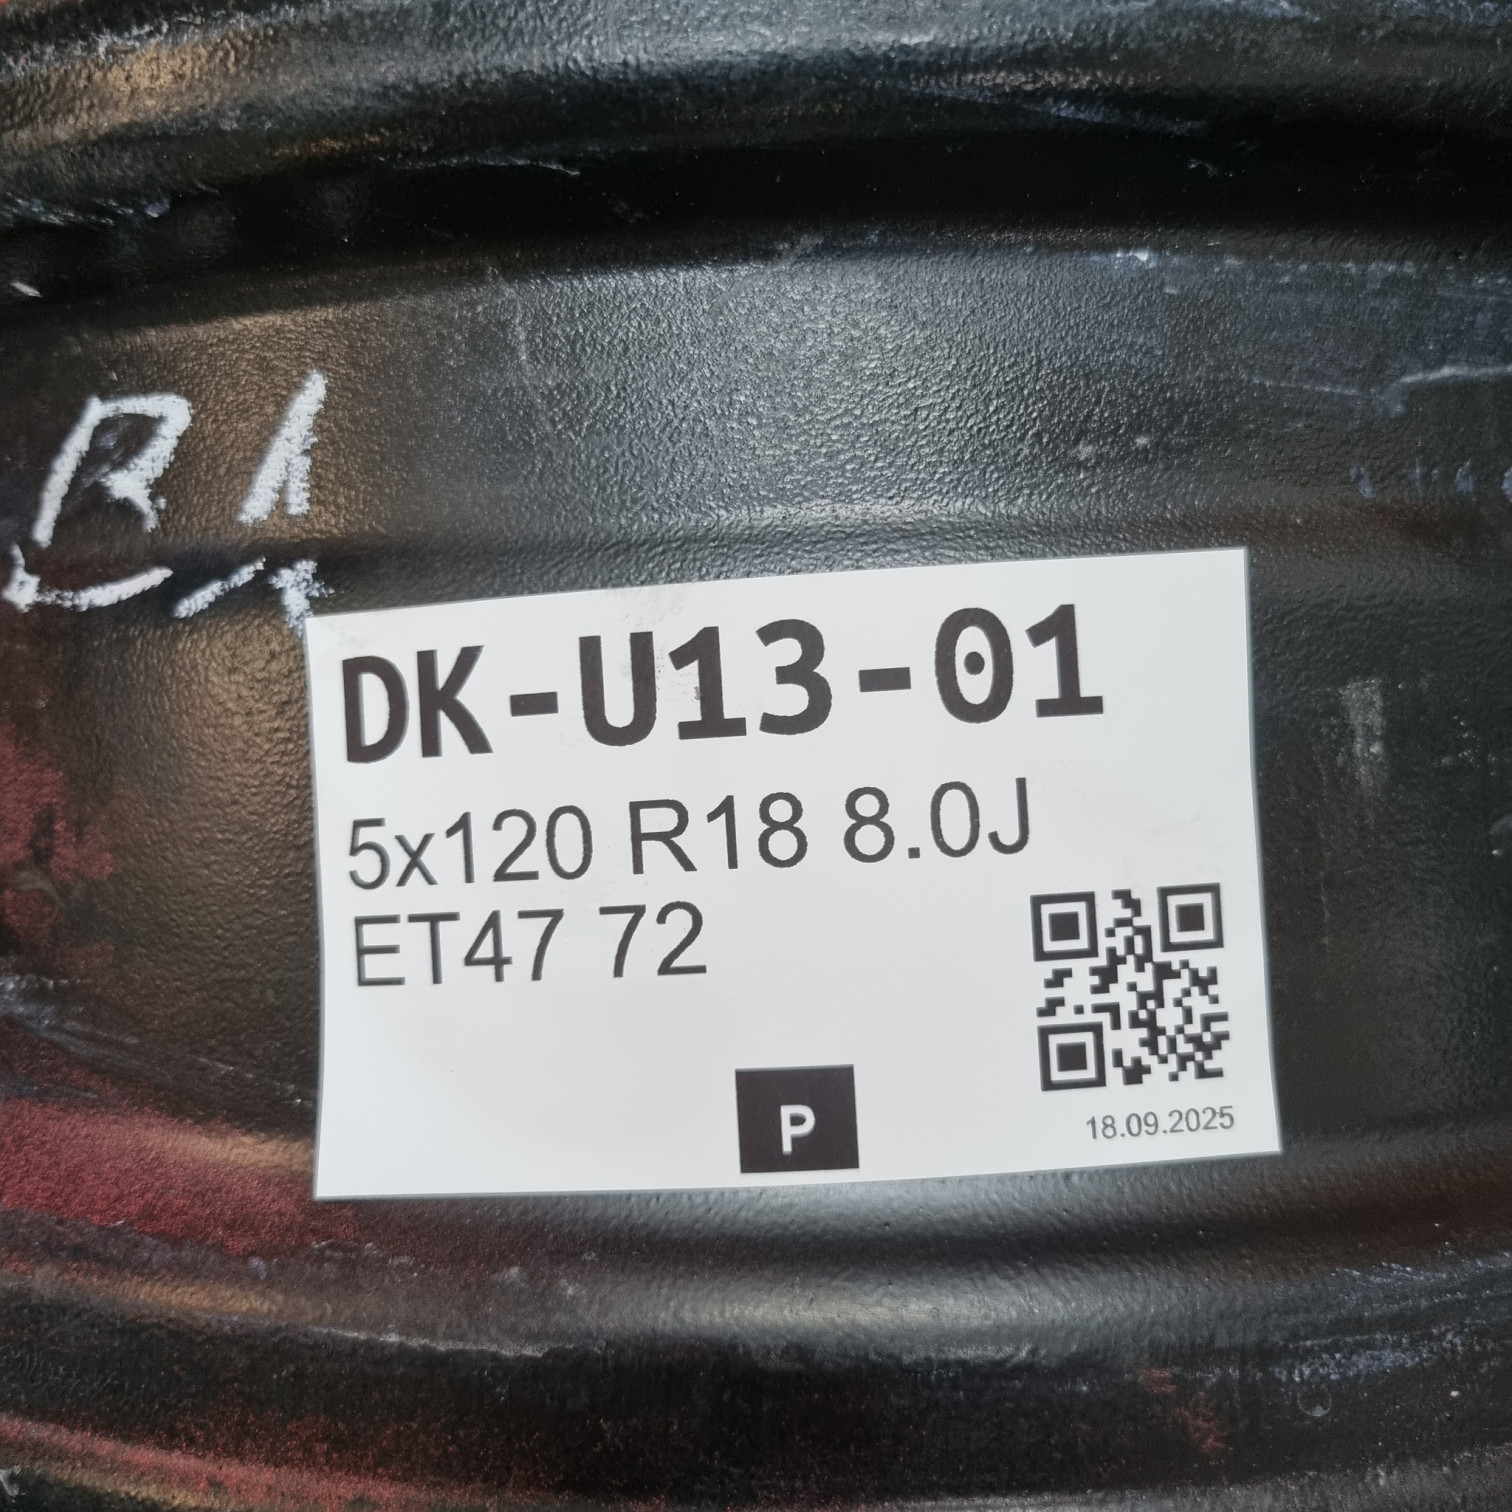 DK-U13-01
5x120 R18 8.0J
ET47 72
P
18.09.2025